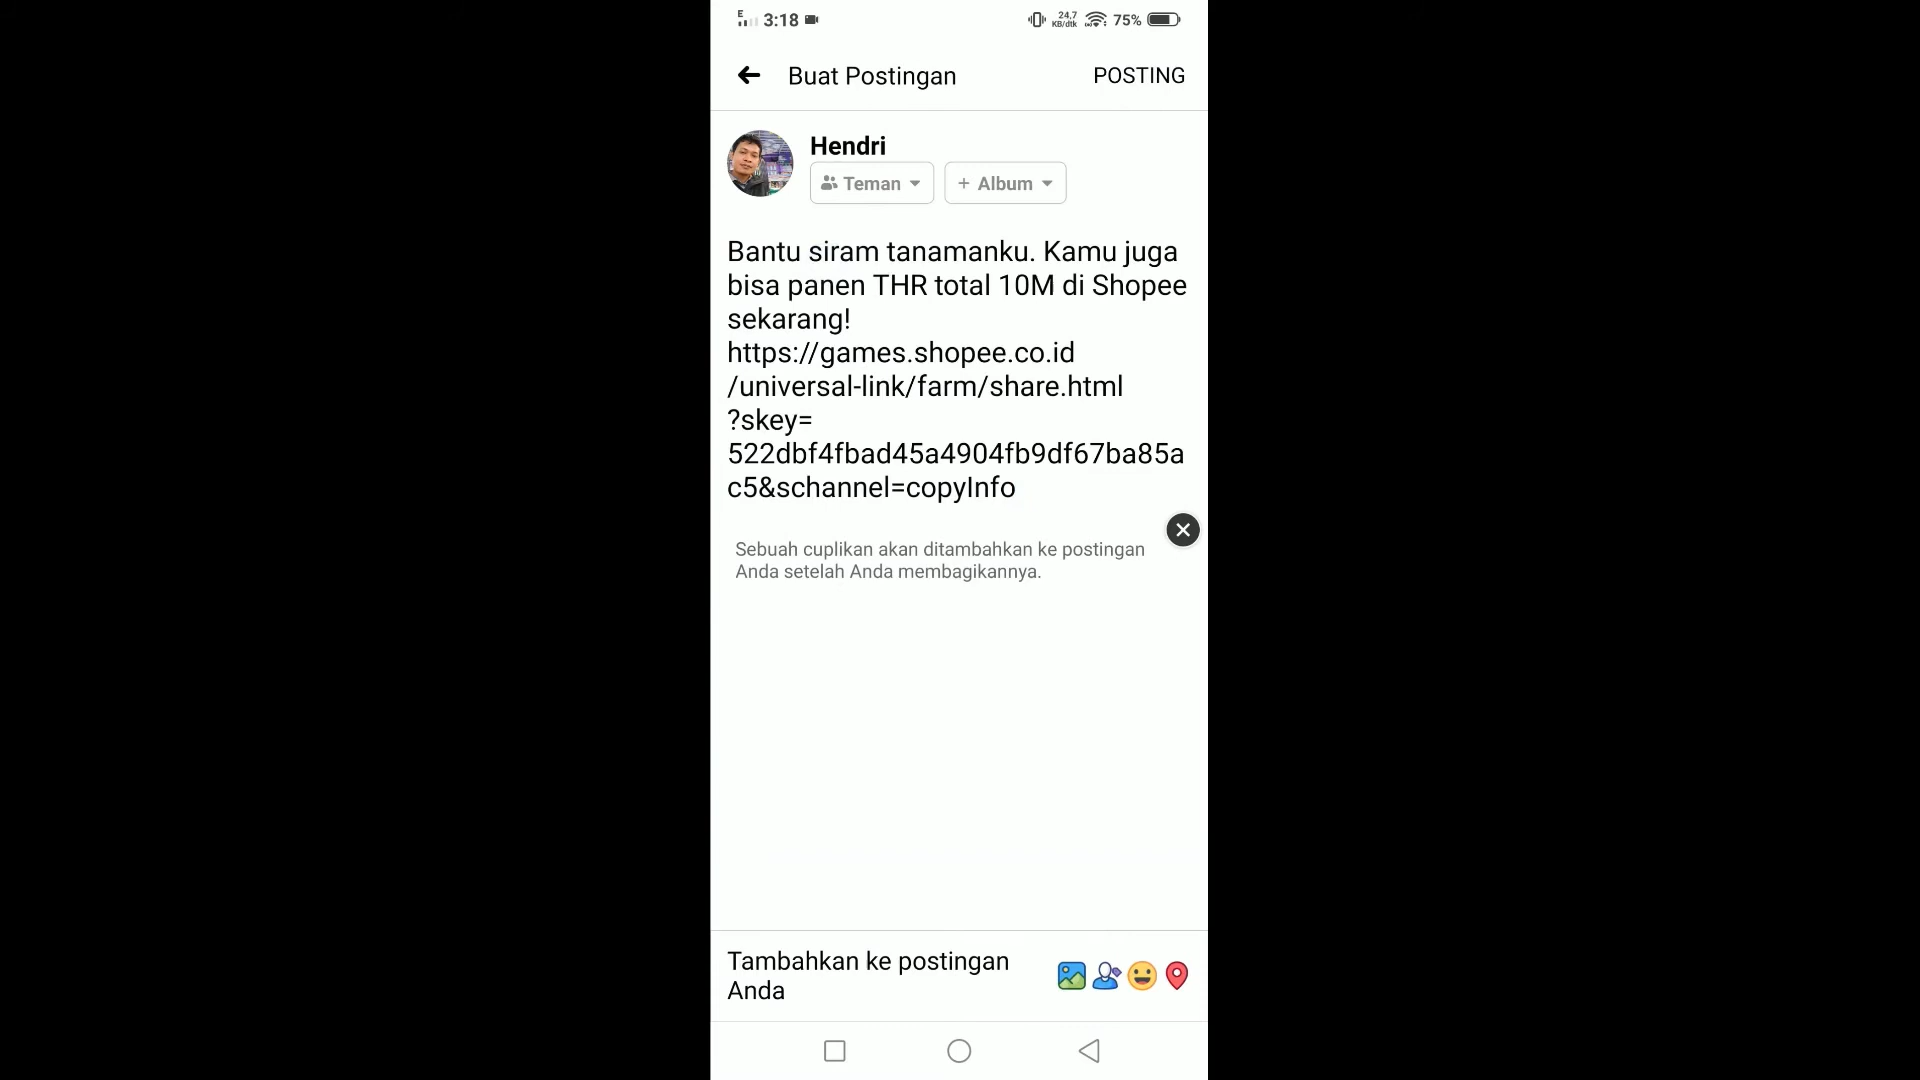 E 3:18 24,7 KB/dtk 75%
Buat Postingan POSTING
Hendri
Teman + Album
Bantu siram tanamanku. Kamu juga
bisa panen THR total 10M di Shopee
sekarang!
https://games.shopee.co.id
/universal-link/farm/share.html
?skey=
522dbf4fbad45a4904fb9df67ba85a
c5&schannel=copyInfo
Sebuah cuplikan akan ditambahkan ke postingan
Anda setelah Anda membagikannya.
Tambahkan ke postingan
Anda